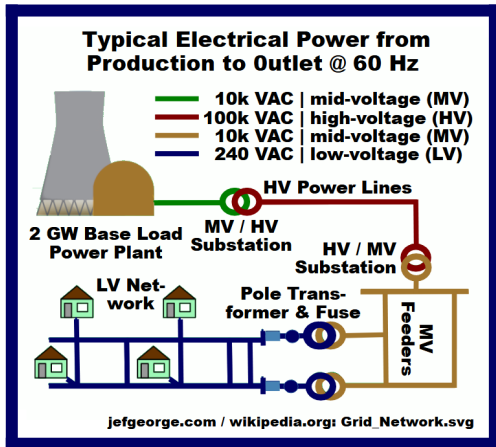 Typical Electrical Power from
Production to 0utlet @ 60 Hz
10k VAC | mid-voltage (MV)
100k VAC | high-voltage (HV)
10k VAC | mid-voltage (MV)
240 VAC | low-voltage (LV)
HV Power Lines
MV / HV
Substation
2 GW Base Load
Power Plant
HV / MV
Substation
LV Net-
work
Pole Trans-
former & Fuse
MV
Feeders
jefgeorge.com / wikipedia.org: Grid_Network.svg